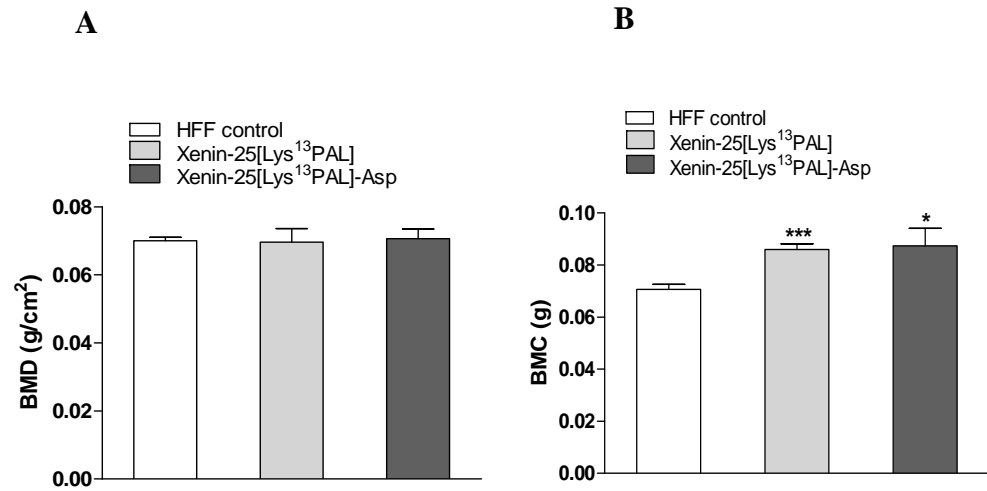 A
HFF control
Xenin-25[Lys¹³PAL]
Xenin-25[Lys¹³PAL]-Asp
0.08
0.06
0.04
0.02
0.00
BMD (g/cm²)
B
HFF control
Xenin-25[Lys¹³PAL]
Xenin-25[Lys¹³PAL]-Asp
0.10
0.08
0.06
0.04
0.02
0.00
BMC (g)
***
*